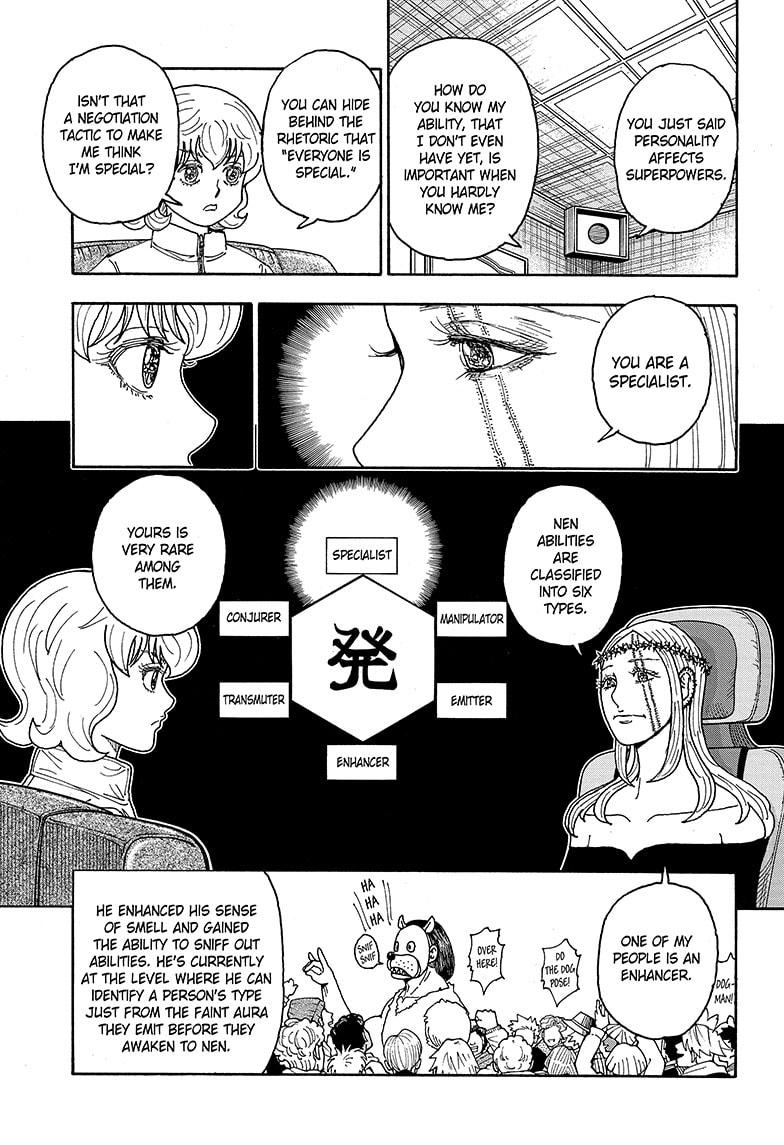 YOU JUST SAID
PERSONALITY
AFFECTS
SUPERPOWERS.
HOW DO
YOU KNOW MY
ABILITY, THAT
I DON'T EVEN
HAVE YET, IS
IMPORTANT WHEN
YOU HARDLY
KNOW ME?
YOU CAN HIDE
BEHIND THE
RHETORIC THAT
"EVERYONE IS
SPECIAL."
ISN'T THAT
A NEGOTIATION
TACTIC TO MAKE
ME THINK
I'M SPECIAL?
YOU ARE A
SPECIALIST.
NEN
ABILITIES
ARE
CLASSIFIED
INTO SIX
TYPES.
SPECIALIST
MANIPULATOR
CONJURER
発
EMITTER
TRANSMUTER
ENHANCER
YOURS IS
VERY RARE
AMONG
THEM.
ONE OF MY
PEOPLE IS AN
ENHANCER.
DOG-
MAN!
DO
THE DOG
POSE!
OVER
HERE!
HA
HA
HA
SNIF
SNIF
HE ENHANCED HIS SENSE
OF SMELL AND GAINED
THE ABILITY TO SNIFF OUT
ABILITIES. HE'S CURRENTLY
AT THE LEVEL WHERE HE CAN
IDENTIFY A PERSON'S TYPE
JUST FROM THE FAINT AURA
THEY EMIT BEFORE THEY
AWAKEN TO NEN.